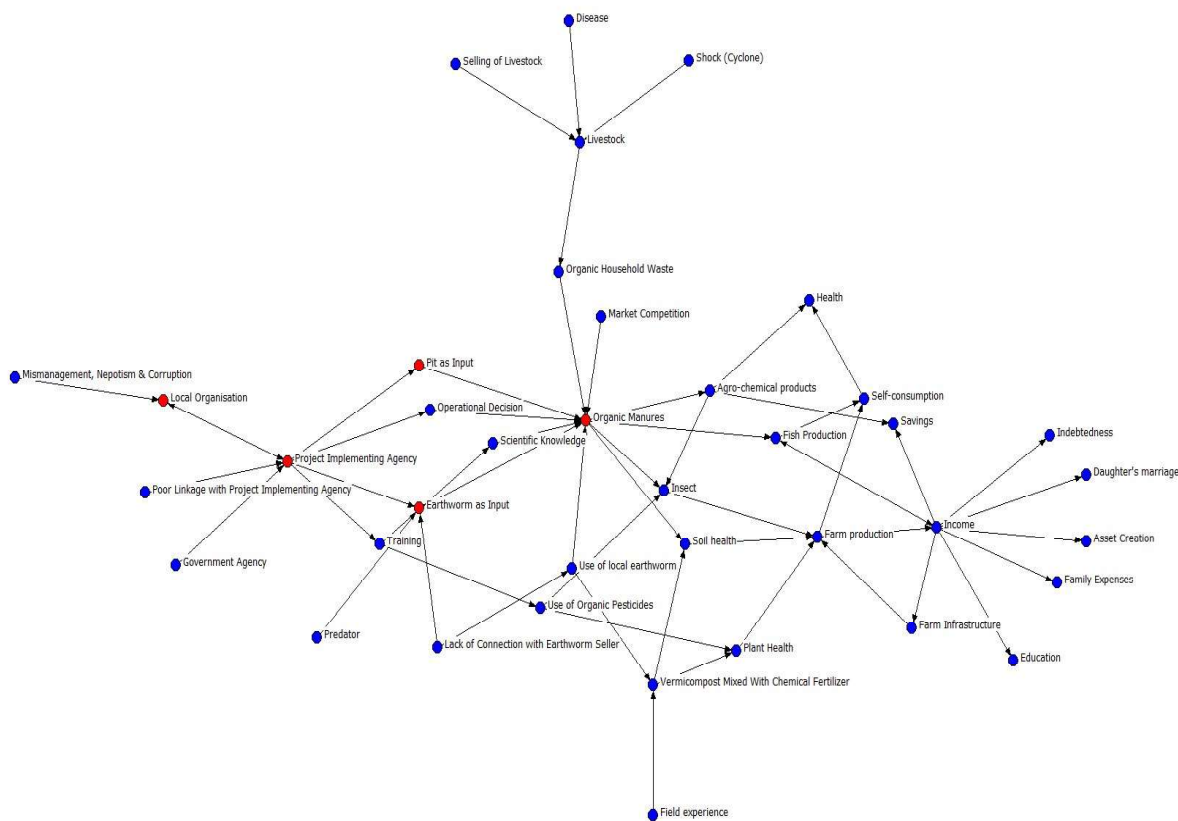 Disease
Selling of Livestock
Shock (Cyclone)
Livestock
Organic Household Waste
Health
Market Competition
Pit as Input
Mismanagement, Nepotism & Corruption
Agro-chemical products
Local Organisation
Self-consumption
Operational Decision
Organic Manures
Savings
Scientific Knowledge
Fish Production
Indebtedness
Project Implementing Agency
Daughter's marriage
Poor Linkage with Project Implementing Agency
Insect
Earthworm as Input
Income
Training
Soil health
Farm production
Asset Creation
Government Agency
Use of local earthworm
Family Expenses
Use of Organic Pesticides
Farm Infrastructure
Predator
Lack of Connection with Earthworm Seller
Plant Health
Education
Vermicompost Mixed With Chemical Fertilizer
Field experience